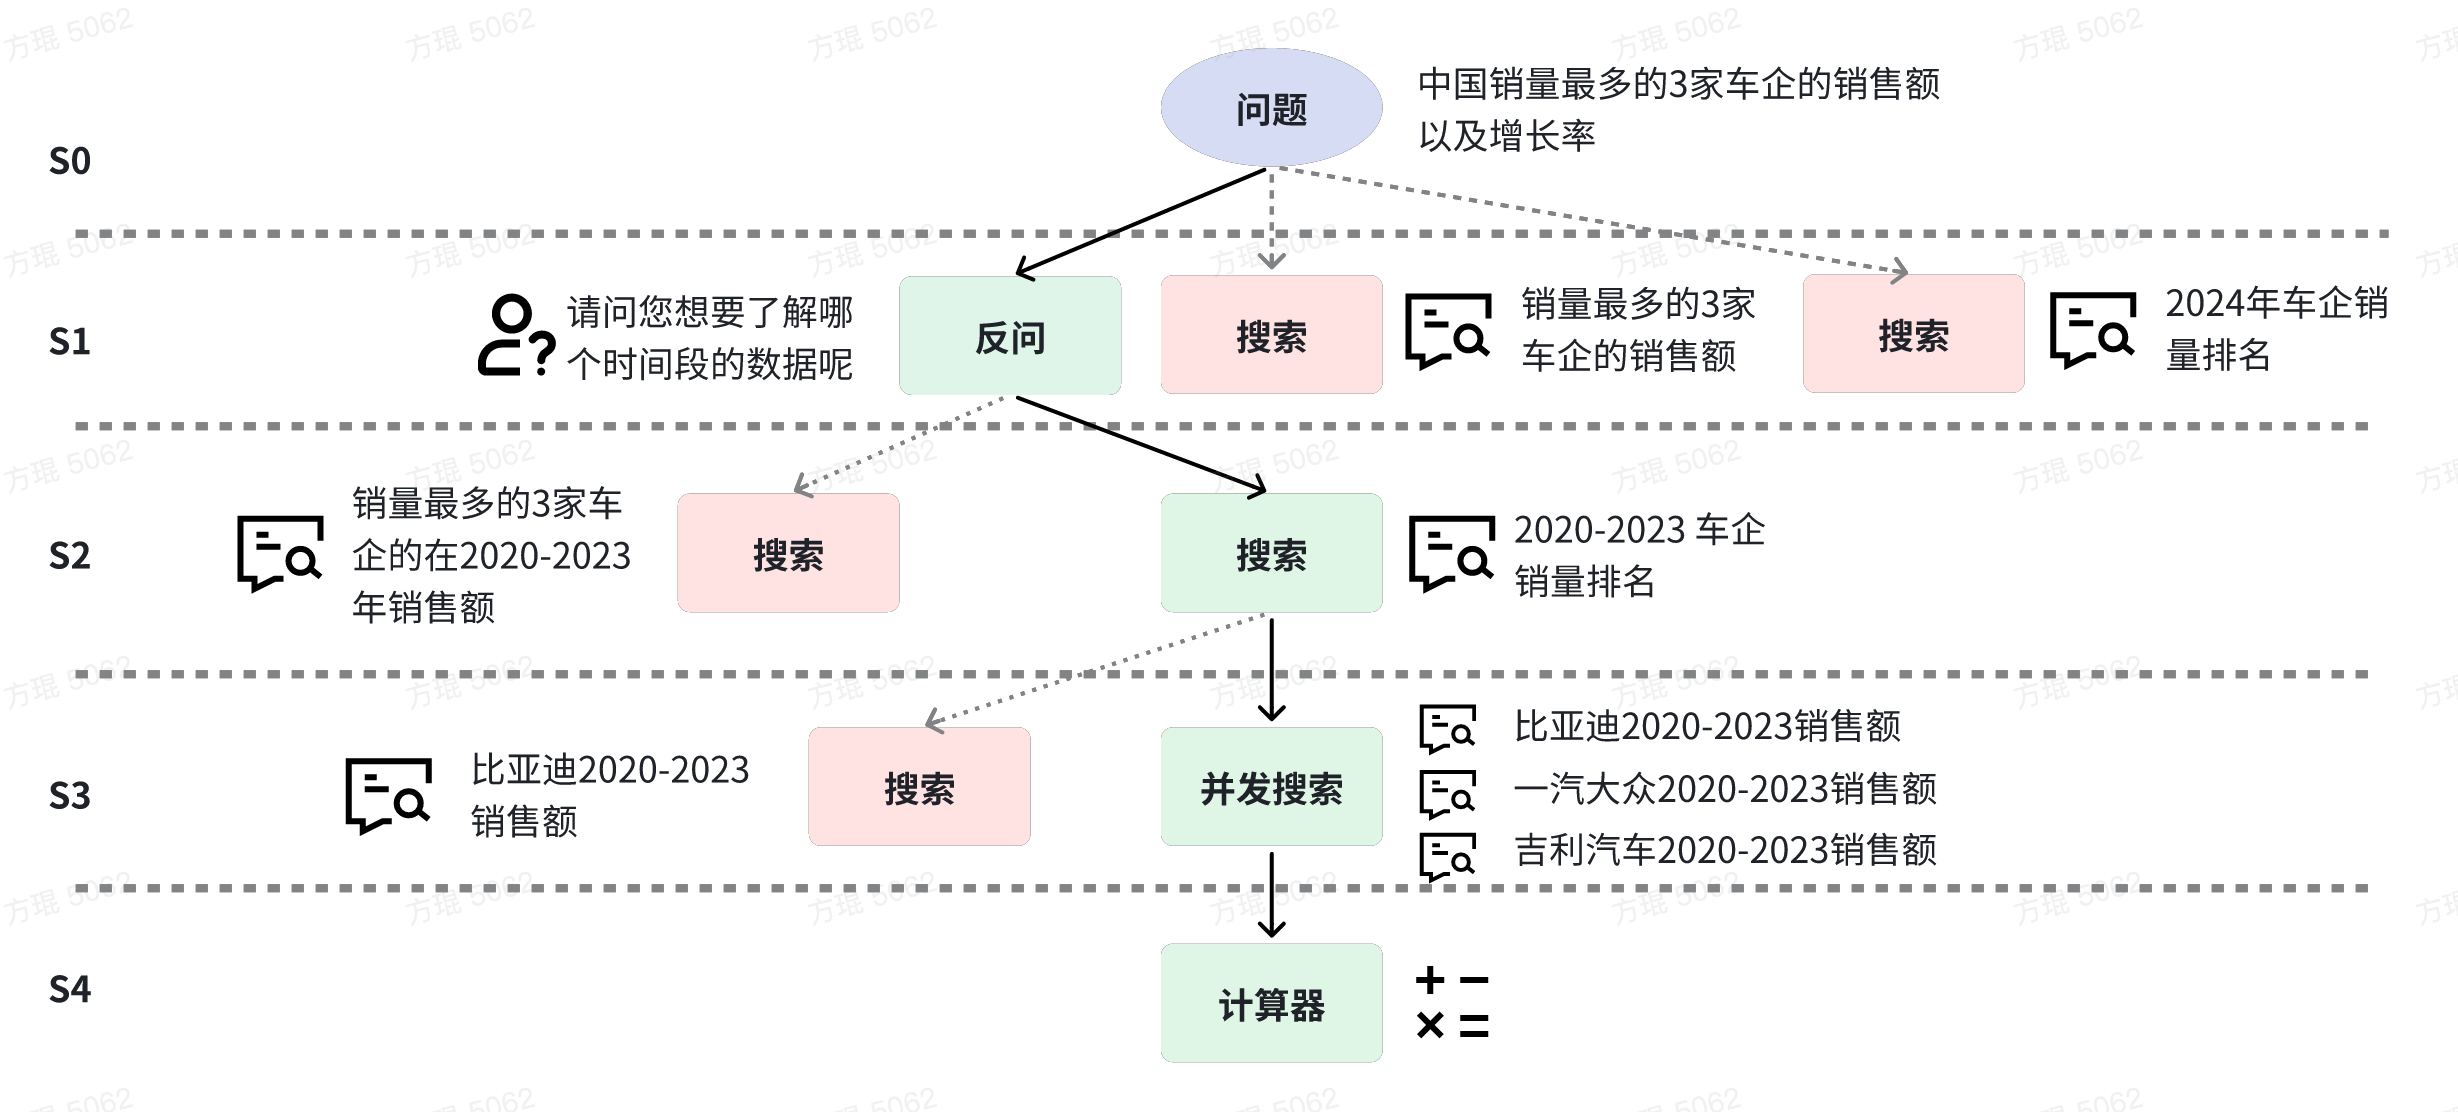 问题
中国销量最多的3家车企的销售额
以及增长率
S0
S1
请问您想要了解哪
个时间段的数据呢
反问
搜索
销量最多的3家
车企的销售额
搜索
2024年车企销
量排名
S2
销量最多的3家车
企的在2020-2023
年销售额
搜索
搜索
2020-2023 车企
销量排名
S3
比亚迪2020-2023
销售额
搜索
并发搜索
比亚迪2020-2023销售额
一汽大众2020-2023销售额
吉利汽车2020-2023销售额
S4
计算器
方琨 5062